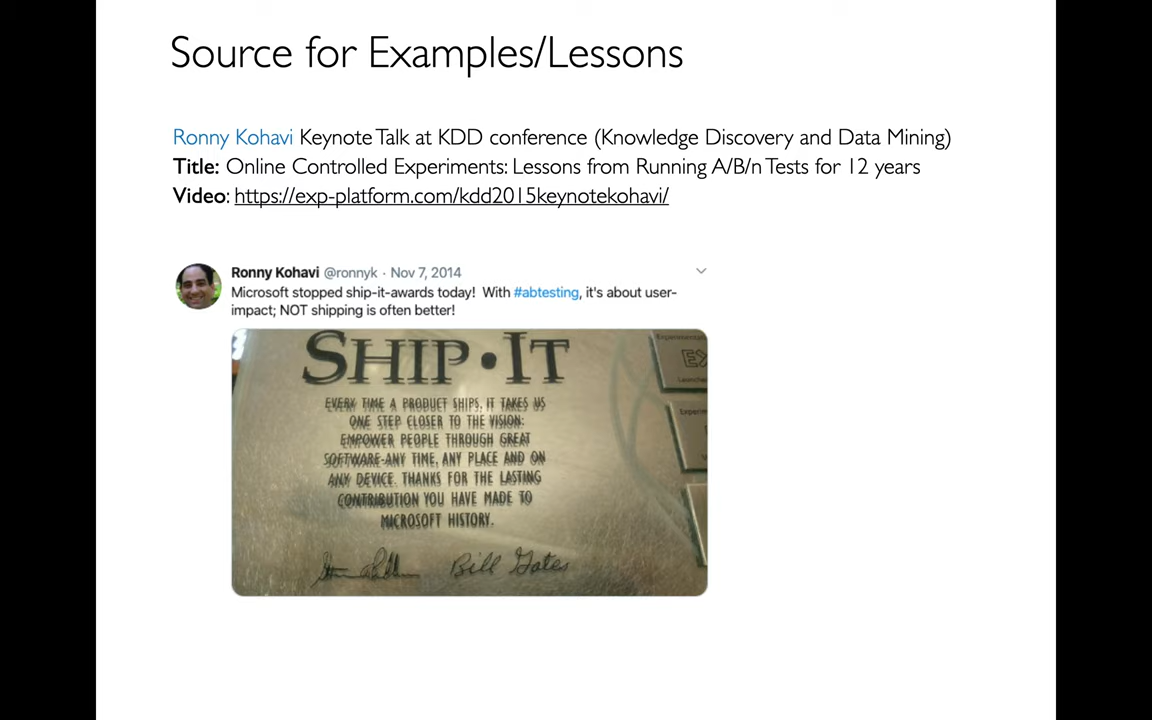 Source for Examples/Lessons
Ronny Kohavi Keynote Talk at KDD conference (Knowledge Discovery and Data Mining)
Title: Online Controlled Experiments: Lessons from Running A/B/n Tests for 12 years
Video: https://exp-platform.com/kdd2015keynotekohavi/
Ronny Kohavi @ronnyk · Nov 7, 2014
Microsoft stopped ship-it-awards today! With #abtesting, it's about user-
impact; NOT shipping is often better!
SHIP•IT
EVERY TIME A PRODUCT SHIPS, IT TAKES US
ONE STEP CLOSER TO THE VISION:
EMPOWER PEOPLE THROUGH GREAT
SOFTWARE-ANY TIME, ANY PLACE AND ON
ANY DEVICE. THANKS FOR THE LASTING
CONTRIBUTION YOU HAVE MADE TO
MICROSOFT HISTORY.
Bill Gates